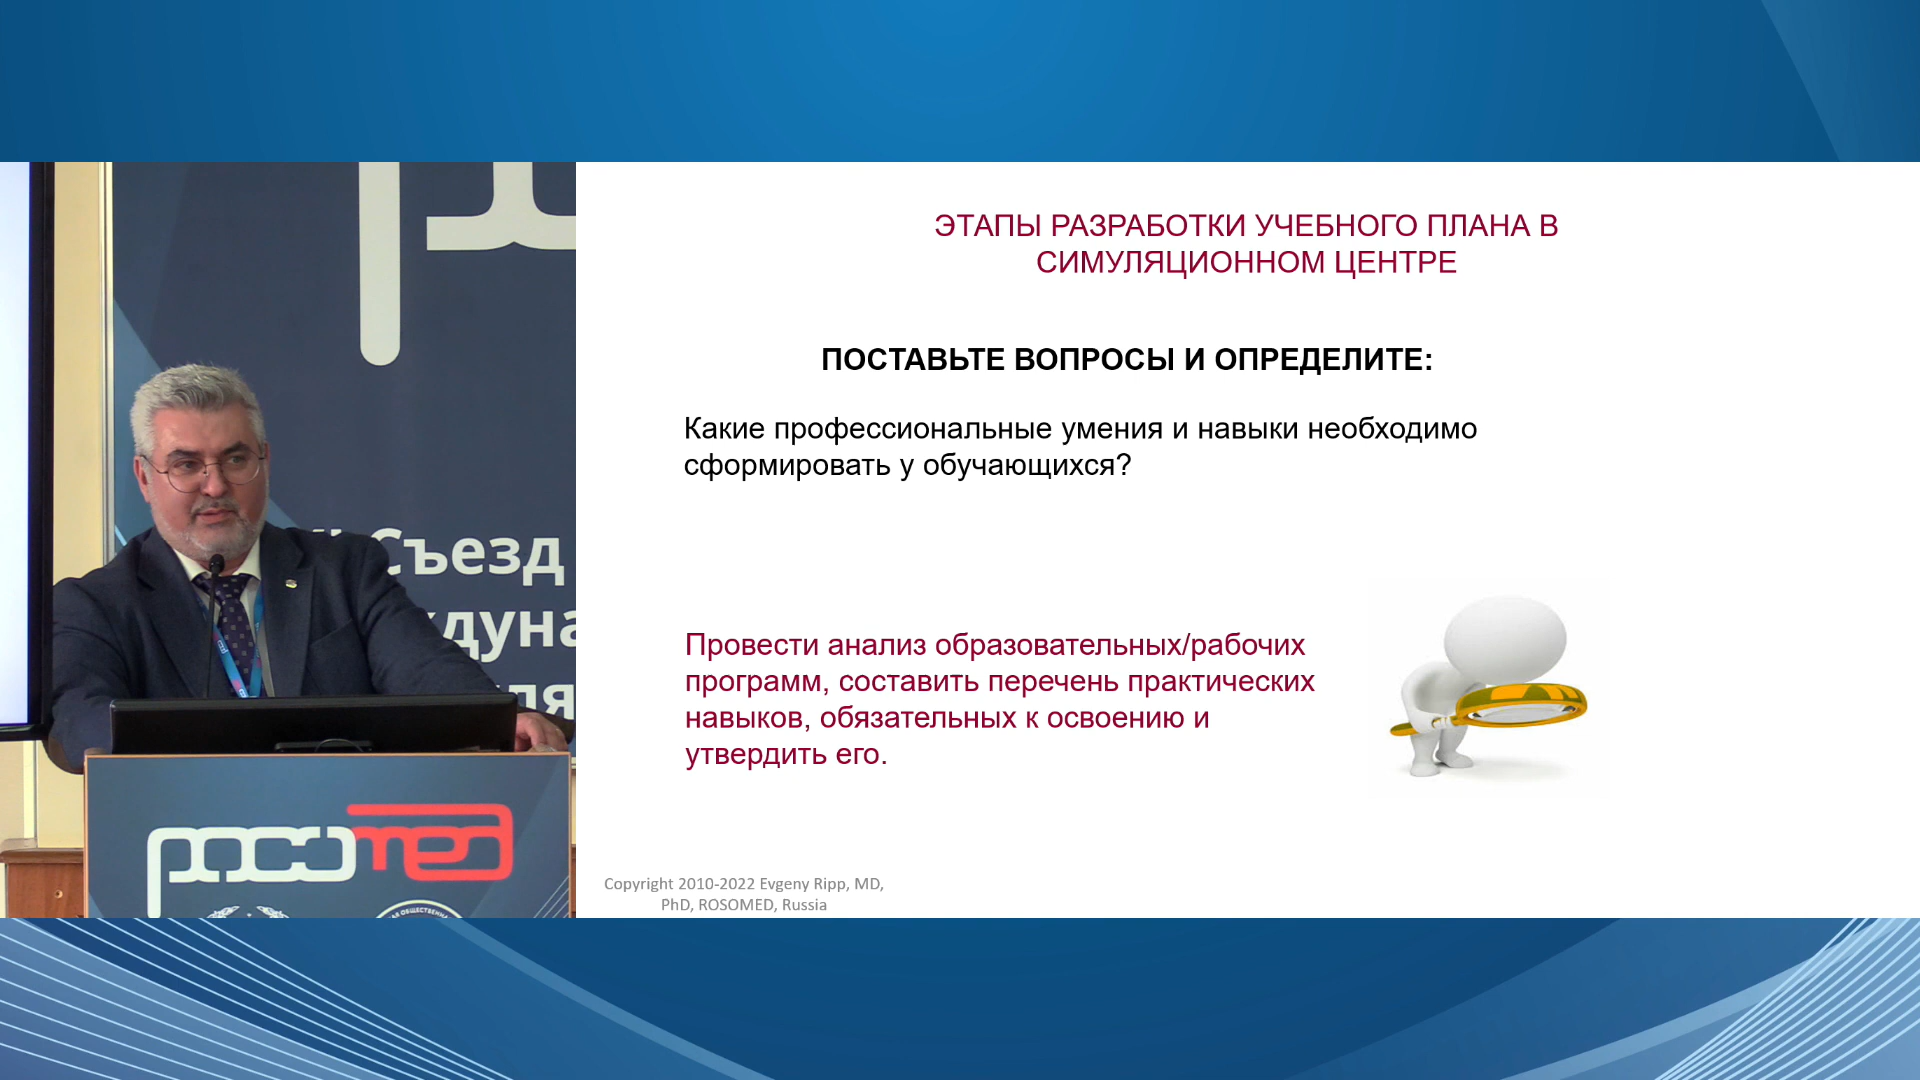 ЭТАПЫ РАЗРАБОТКИ УЧЕБНОГО ПЛАНА В
СИМУЛЯЦИОННОМ ЦЕНТРЕ
ПОСТАВЬТЕ ВОПРОСЫ И ОПРЕДЕЛИТЕ:
Какие профессиональные умения и навыки необходимо
сформировать у обучающихся?
Провести анализ образовательных/рабочих
программ, составить перечень практических
навыков, обязательных к освоению и
утвердить его.
Copyright 2010-2022 Evgeny Ripp, MD,
PhD, ROSOMED, Russia
Съезд
росомед